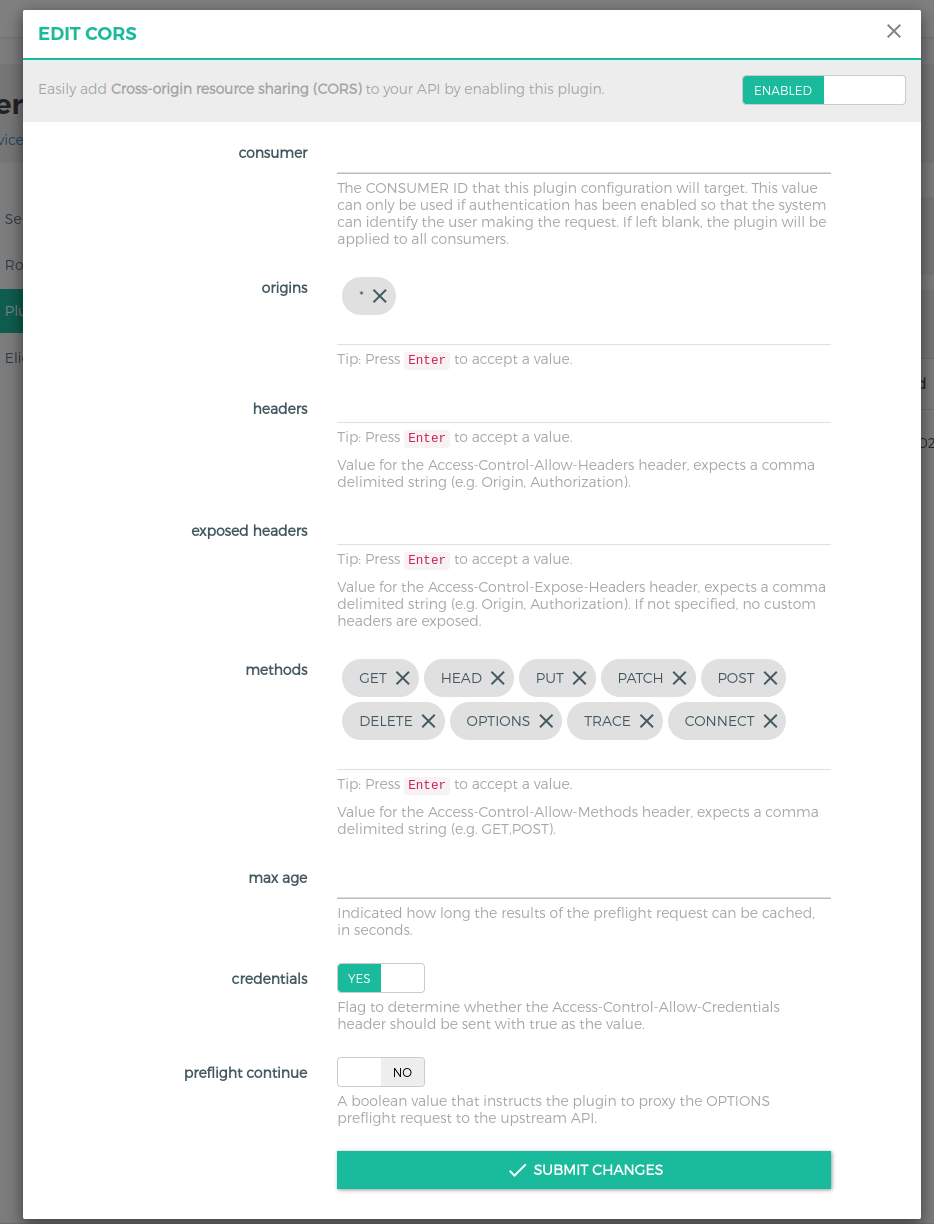 EDIT CORS
Easily add Cross-origin resource sharing (CORS) to your API by enabling this plugin.
ENABLED
er
vice
Se
Ro
Plu
Eli
d
02
consumer
The CONSUMER ID that this plugin configuration will target. This value
can only be used if authentication has been enabled so that the system
can identify the user making the request. If left blank, the plugin will be
applied to all consumers.
origins
*
Tip: Press Enter to accept a value.
headers
Tip: Press Enter to accept a value.
Value for the Access-Control-Allow-Headers header, expects a comma
delimited string (e.g. Origin, Authorization).
exposed headers
Tip: Press Enter to accept a value.
Value for the Access-Control-Expose-Headers header, expects a comma
delimited string (e.g. Origin, Authorization). If not specified, no custom
headers are exposed.
methods
GET HEAD PUT PATCH POST
DELETE OPTIONS TRACE CONNECT
Tip: Press Enter to accept a value.
Value for the Access-Control-Allow-Methods header, expects a comma
delimited string (e.g. GET,POST).
max age
Indicated how long the results of the preflight request can be cached,
in seconds.
credentials
YES
Flag to determine whether the Access-Control-Allow-Credentials
header should be sent with true as the value.
preflight continue
NO
A boolean value that instructs the plugin to proxy the OPTIONS
preflight request to the upstream API.
SUBMIT CHANGES